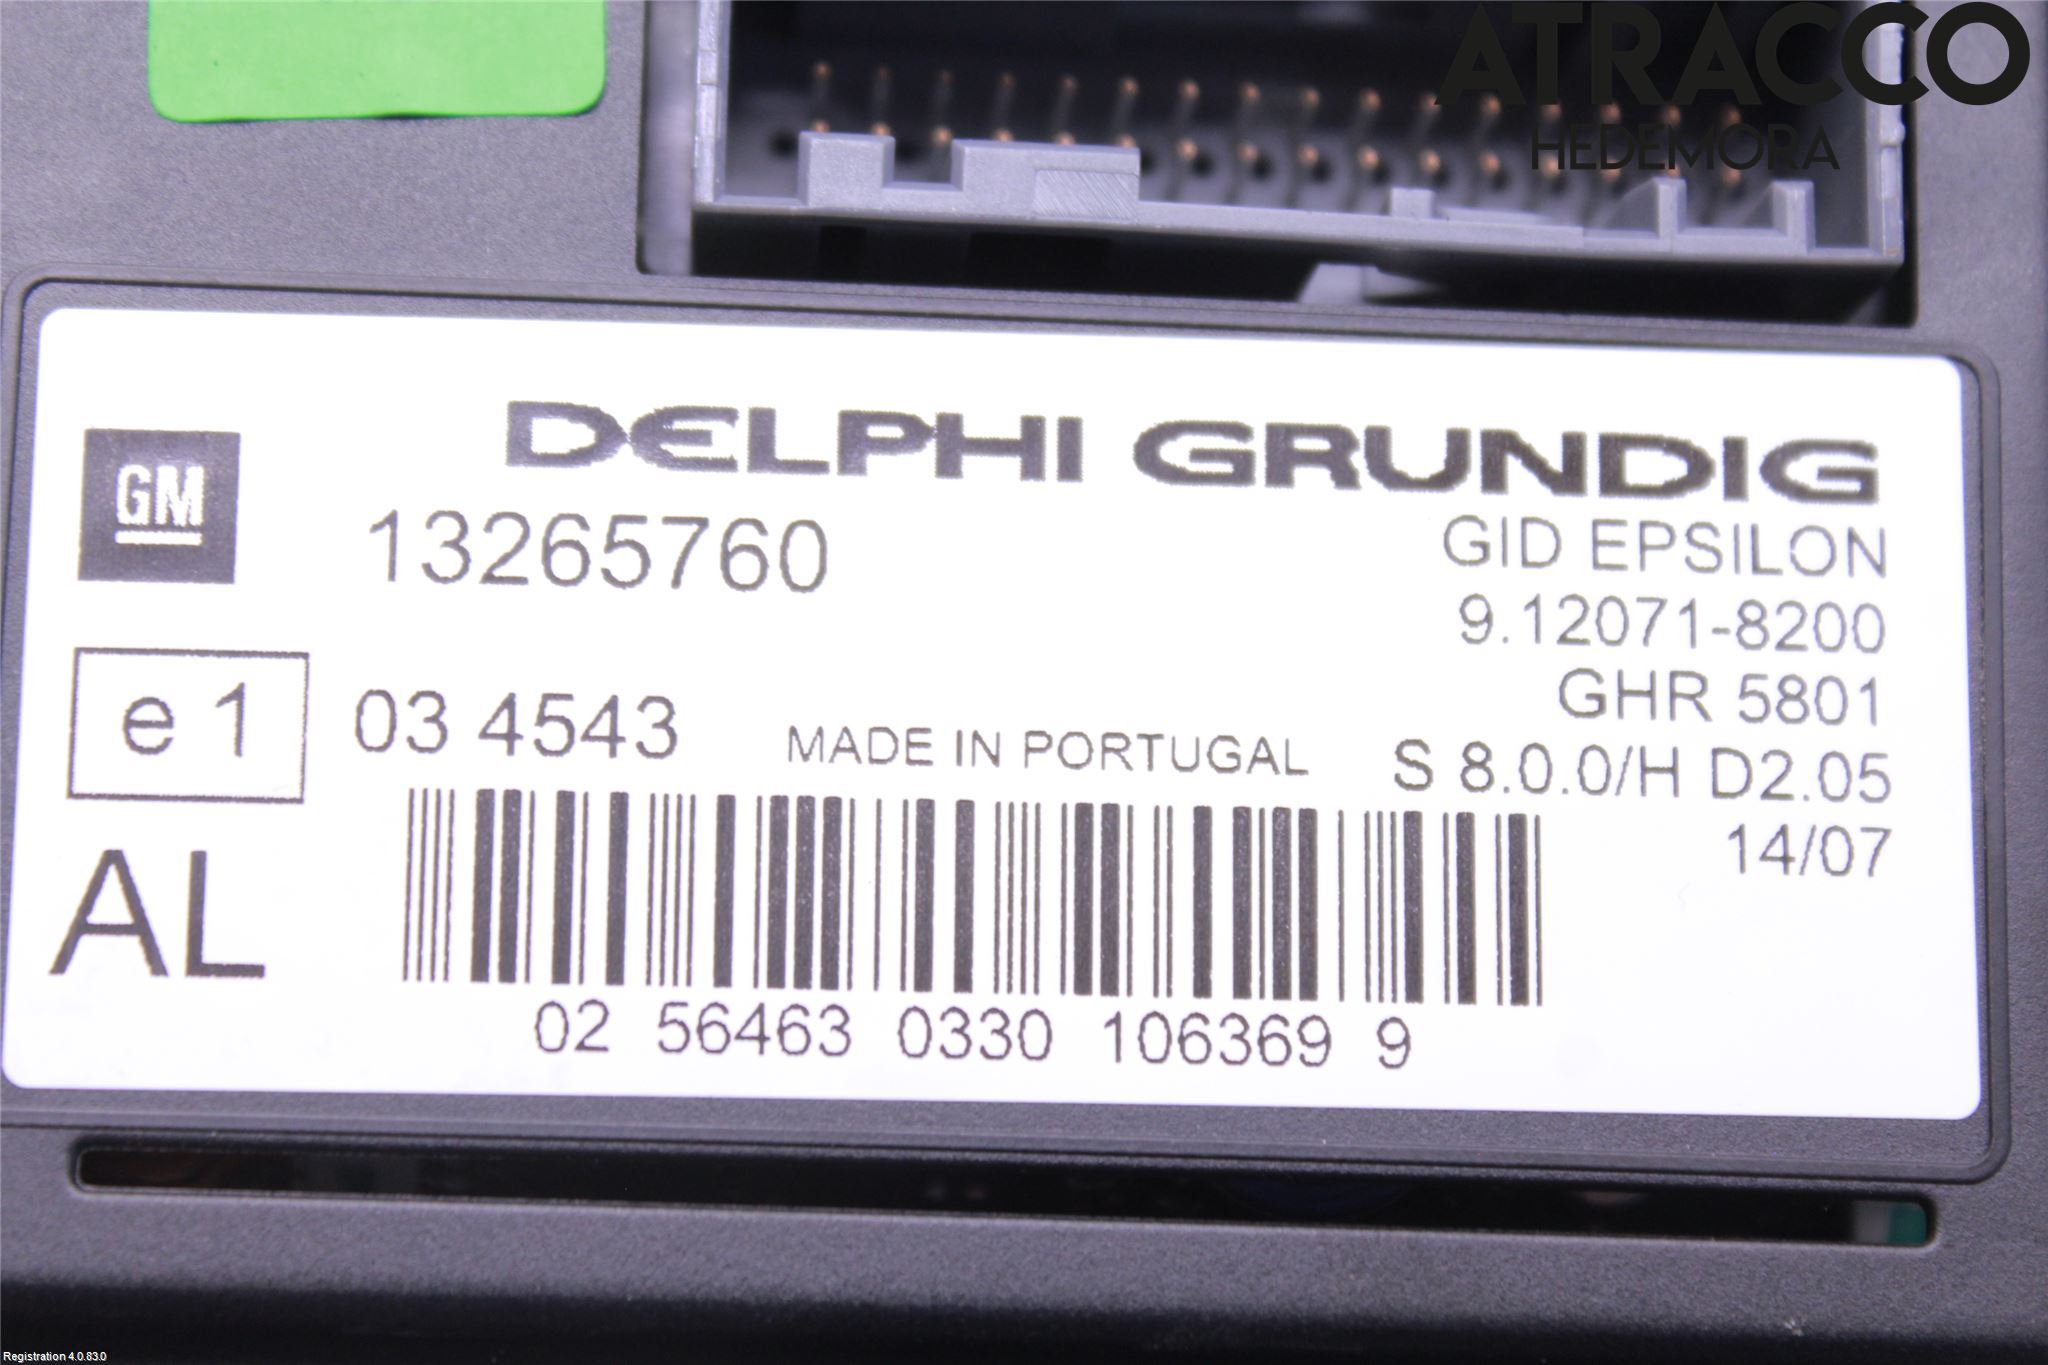 ATRACCO
HEDEMORA
DELPHI GRUNDIG
GM
13265760
GID EPSILON
9.12071-8200
GHR 5801
e 1
03 4543
MADE IN PORTUGAL
S 8.0.0/H D2.05
14/07
AL
02 56463 0330 106369 9
Registration 4.0.83.0